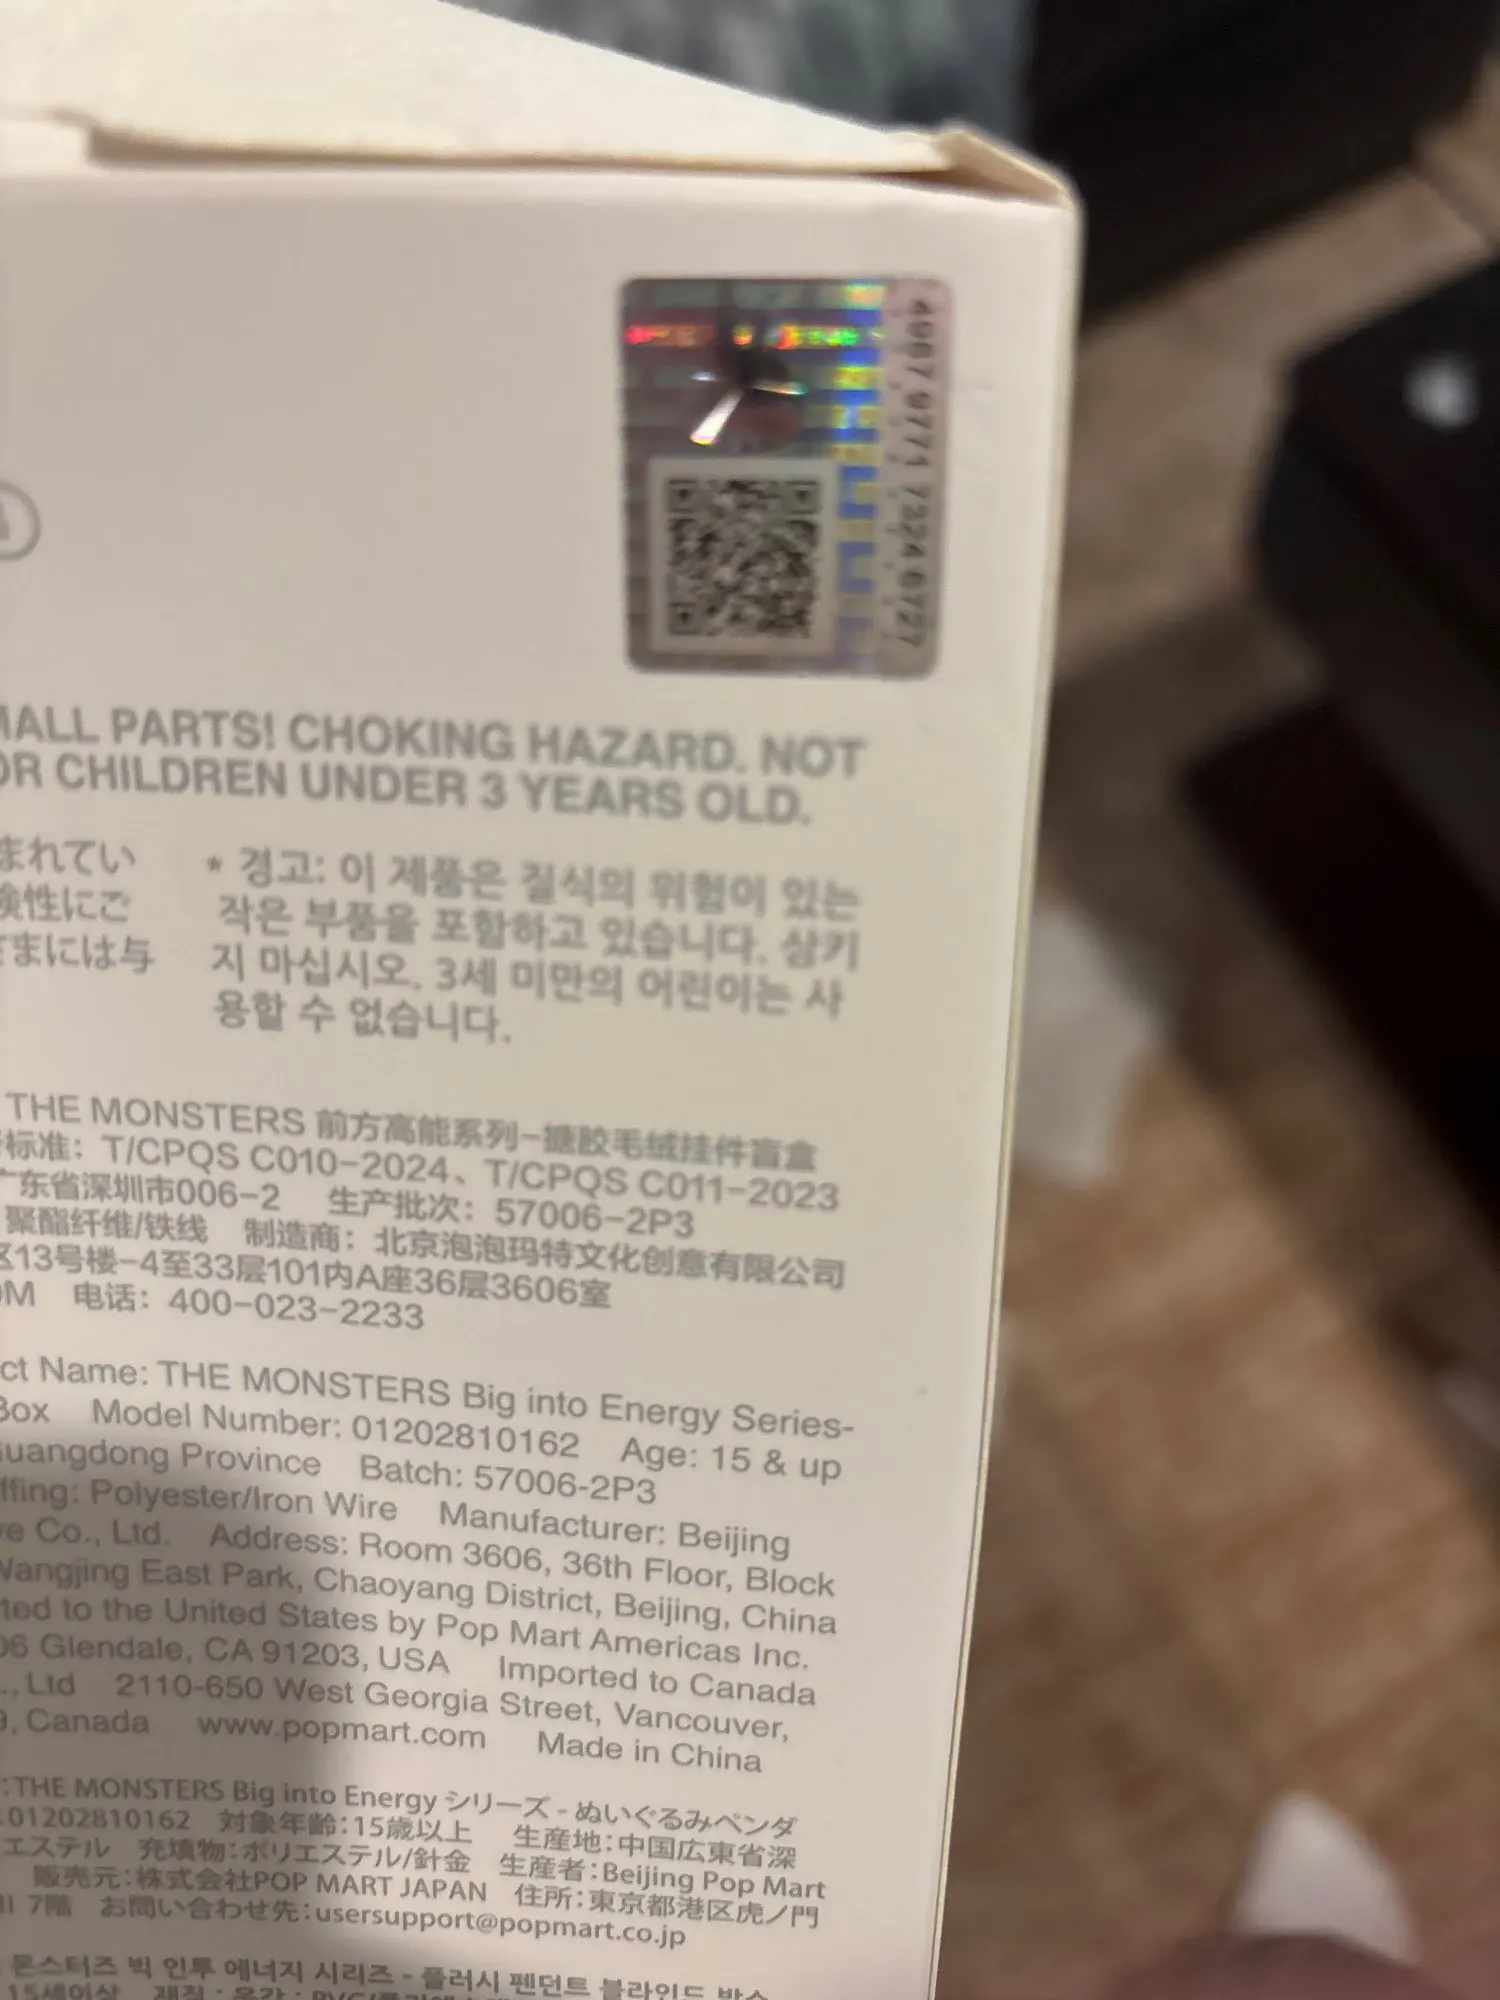 4967 9771 7224 6727
MALL PARTS! CHOKING HAZARD. NOT
OR CHILDREN UNDER 3 YEARS OLD.
まれてい
険性にご
さまには与
* 경고: 이 제품은 질식의 위험이 있는
작은 부품을 포함하고 있습니다. 삼키
지 마십시오. 3세 미만의 어린이는 사
용할 수 없습니다.
THE MONSTERS 前方高能系列-搪胶毛绒挂件盲盒
标准: T/CPQS C010-2024、T/CPQS C011-2023
广东省深圳市006-2 生产批次: 57006-2P3
聚酯纤维/铁线 制造商: 北京泡泡玛特文化创意有限公司
区13号楼-4至33层101内A座36层3606室
OM 电话: 400-023-2233
ct Name: THE MONSTERS Big into Energy Series-
Box Model Number: 01202810162 Age: 15 & up
Guangdong Province Batch: 57006-2P3
ffing: Polyester/Iron Wire Manufacturer: Beijing
ve Co., Ltd. Address: Room 3606, 36th Floor, Block
Wangjing East Park, Chaoyang District, Beijing, China
ted to the United States by Pop Mart Americas Inc.
06 Glendale, CA 91203, USA Imported to Canada
., Ltd 2110-650 West Georgia Street, Vancouver,
9, Canada www.popmart.com Made in China
:THE MONSTERS Big into Energy シリーズ - ぬいぐるみペンダ
:01202810162 対象年齢:15歳以上 生産地:中国広東省深
エステル 充填物:ポリエステル/針金 生産者:Beijing Pop Mart
販売元:株式会社POP MART JAPAN 住所:東京都港区虎ノ門
7階 お問い合わせ先:usersupport@popmart.co.jp
몬스터즈 빅 인투 에너지 시리즈 - 플러시 펜던트 블라인드 박스
15세이상 재질: